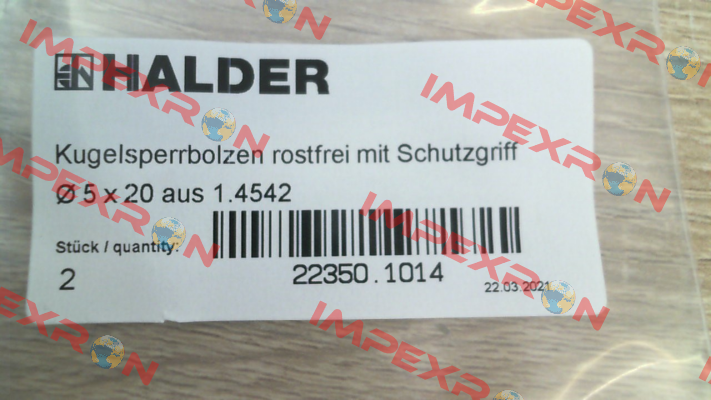 HALDER
Kugelsperrbolzen rostfrei mit Schutzgriff
Ø 5 x 20 aus 1.4542
Stück / quantity:
2
22350.1014
22.03.2021
IMPEXRON
IMPEXRON
IMPEXRON
IMPEXRON
IMPEXRON
IMPEXRON
IMPEXRON
IMPEXRON